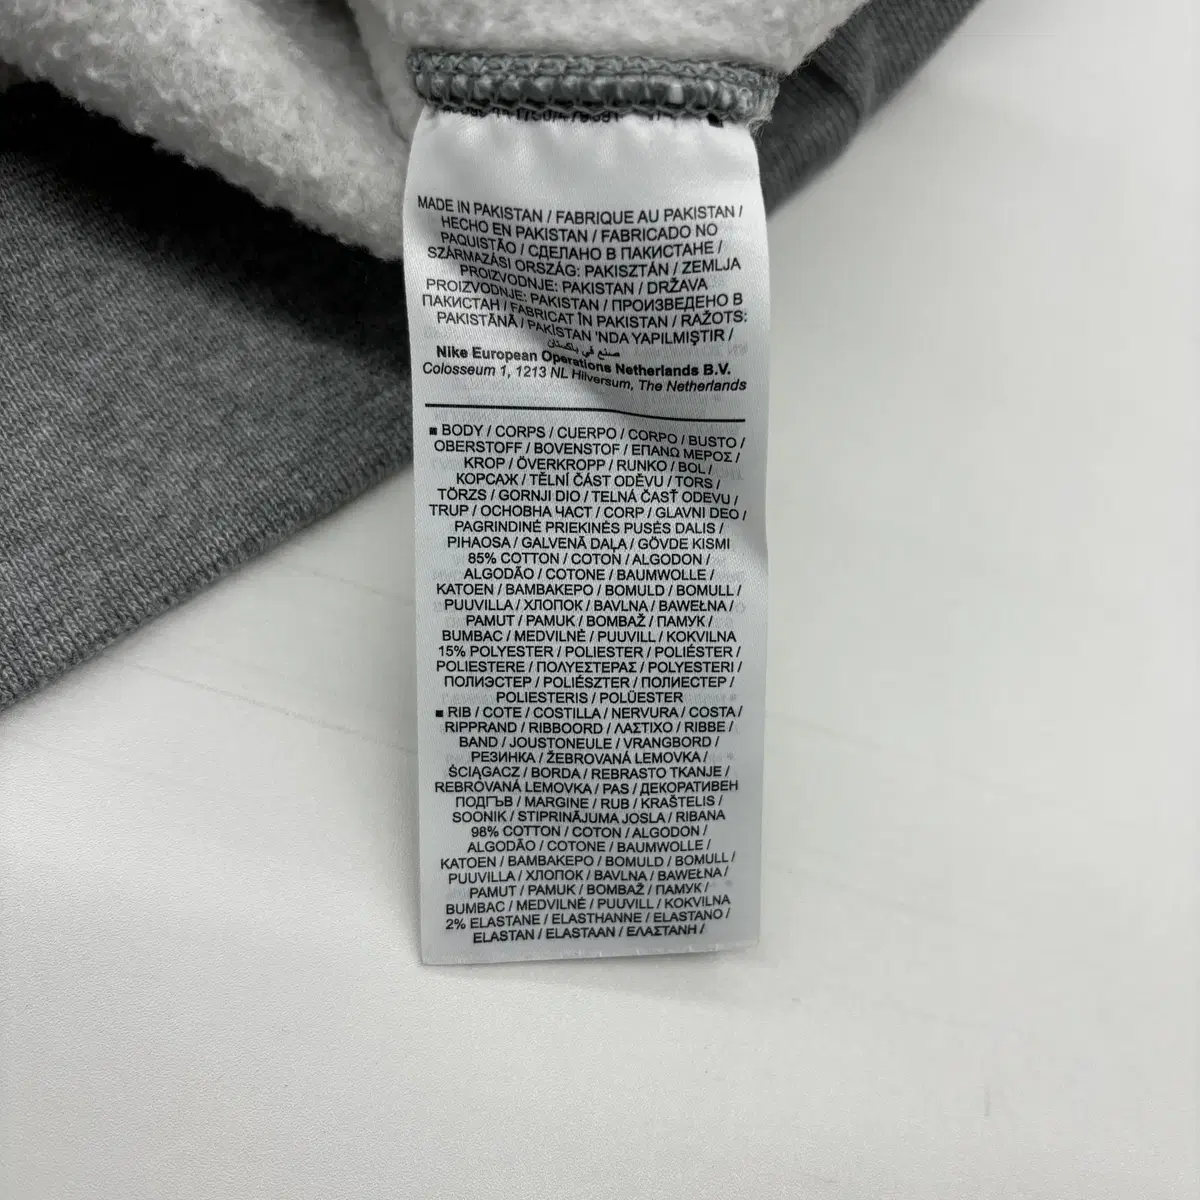 MADE IN PAKISTAN / FABRIQUE AU PAKISTAN /
HECHO EN PAKISTAN / FABRICADO NO
PAQUISTÃO / СДЕЛАНО В ПАКИСТАНЕ /
SZÁRMAZÁSI ORSZÁG: PAKISZTÁN / ZEMLJA
PROIZVODNJE: PAKISTAN / DRŽAVA
PROIZVODNJE: PAKISTAN / ПРОИЗВЕДЕНО В
ПАКИСТАН / FABRICAT ÎN PAKISTAN / RAŽOTS:
PAKISTĀNĀ / PAKİSTAN 'NDA YAPILMIŞTIR /
صنع في باكستان
Nike European Operations Netherlands B.V.
Colosseum 1, 1213 NL Hilversum, The Netherlands
■ BODY / CORPS / CUERPO / CORPO / BUSTO /
OBERSTOFF / BOVENSTOF / ΕΠΑΝΩ ΜΕΡΟΣ /
KROP / ÖVERKROPP / RUNKO / BOL /
КОРСАЖ / TĚLNÍ ČÁST ODĚVU / TORS /
TÖRZS / GORNJI DIO / TELNÁ ČASŤ ODEVU /
TRUP / ОСНОВНА ЧАСТ / CORP / GLAVNI DEO /
PAGRINDINĖ PRIEKINĖS PUSĖS DALIS /
PIHAOSA / GALVENĀ DAĻA / GÖVDE KISMI
85% COTTON / COTON / ALGODON /
ALGODÃO / COTONE / BAUMWOLLE /
KATOEN / ΒΑΜΒΑΚΕΡΟ / BOMULD / BOMULL /
PUUVILLA / ХЛОПОК / BAVLNA / BAWEŁNA /
PAMUT / PAMUK / BOMBAŽ / ПАМУК /
BUMBAC / MEDVILNĖ / PUUVILL / KOKVILNA
15% POLYESTER / POLIESTER / POLIÉSTER /
POLIESTERE / ΠΟΛΥΕΣΤΕΡΑΣ / POLYESTERI /
ПОЛИЭСТЕР / POLIÉSZTER / ПОЛИЕСТЕР /
POLIESTERIS / POLÜESTER
■ RIB / COTE / COSTILLA / NERVURA / COSTA /
RIPPRAND / RIBBOORD / ΛΑΣΤΙΧΟ / RIBBE /
BAND / JOUSTONEULE / VRANGBORD /
РЕЗИНКА / ŽEBROVANÁ LEMOVKA /
ŚCIĄGACZ / BORDA / REBRASTO TKANJE /
REBROVANÁ LEMOVKA / PAS / ДЕКОРАТИВЕН
ПОДГЪВ / MARGINE / RUB / KRAŠTELIS /
SOONIK / STIPRINĀJUMA JOSLA / RIBANA
98% COTTON / COTON / ALGODON /
ALGODÃO / COTONE / BAUMWOLLE /
KATOEN / ΒΑΜΒΑΚΕΡΟ / BOMULD / BOMULL /
PUUVILLA / ХЛОПОК / BAVLNA / BAWEŁNA /
PAMUT / PAMUK / BOMBAŽ / ПАМУК /
BUMBAC / MEDVILNĖ / PUUVILL / KOKVILNA
2% ELASTANE / ELASTHANNE / ELASTANO /
ELASTAN / ELASTAAN / ΕΛΑΣΤΑΝΗ /